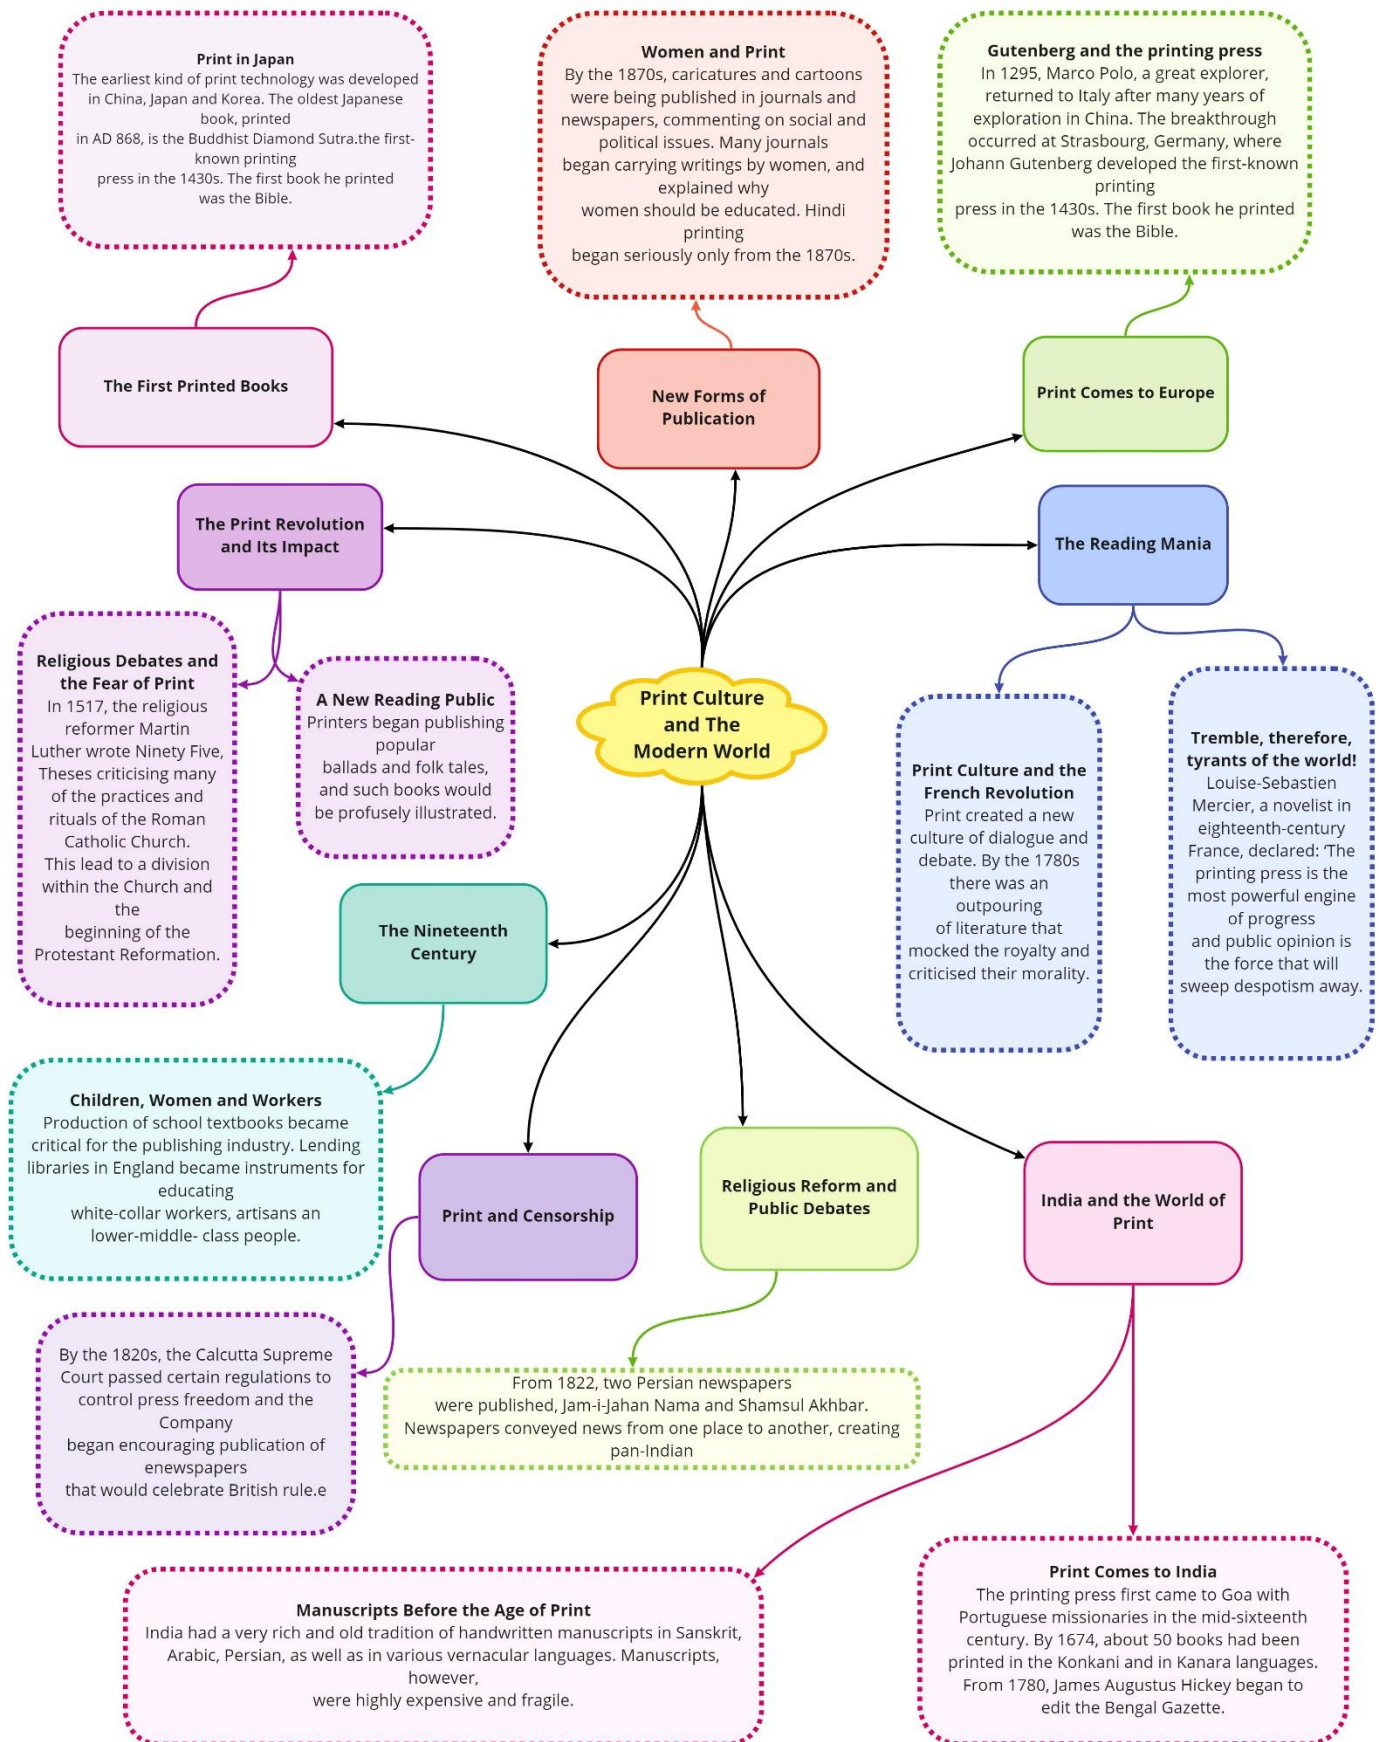 Print in Japan
The earliest kind of print technology was developed
in China, Japan and Korea. The oldest Japanese
book, printed
in AD 868, is the Buddhist Diamond Sutra.the first-
known printing
press in the 1430s. The first book he printed
was the Bible.
Women and Print
By the 1870s, caricatures and cartoons
were being published in journals and
newspapers, commenting on social and
political issues. Many journals
began carrying writings by women, and
explained why
women should be educated. Hindi
printing
began seriously only from the 1870s.
Gutenberg and the printing press
In 1295, Marco Polo, a great explorer,
returned to Italy after many years of
exploration in China. The breakthrough
occurred at Strasbourg, Germany, where
Johann Gutenberg developed the first-known
printing
press in the 1430s. The first book he printed
was the Bible.
The First Printed Books
New Forms of
Publication
Print Comes to Europe
The Print Revolution
and Its Impact
The Reading Mania
Religious Debates and
the Fear of Print
In 1517, the religious
reformer Martin
Luther wrote Ninety Five,
Theses criticising many
of the practices and
rituals of the Roman
Catholic Church.
This lead to a division
within the Church and
the
beginning of the
Protestant Reformation.
A New Reading Public
Printers began publishing
popular
ballads and folk tales,
and such books would
be profusely illustrated.
Print Culture
and The
Modern World
Print Culture and the
French Revolution
Print created a new
culture of dialogue and
debate. By the 1780s
there was an
outpouring
of literature that
mocked the royalty and
criticised their morality.
Tremble, therefore,
tyrants of the world!
Louise-Sebastien
Mercier, a novelist in
eighteenth-century
France, declared: ‘The
printing press is the
most powerful engine
of progress
and public opinion is
the force that will
sweep despotism away.
The Nineteenth
Century
Children, Women and Workers
Production of school textbooks became
critical for the publishing industry. Lending
libraries in England became instruments for
educating
white-collar workers, artisans an
lower-middle- class people.
Print and Censorship
Religious Reform and
Public Debates
India and the World of
Print
By the 1820s, the Calcutta Supreme
Court passed certain regulations to
control press freedom and the
Company
began encouraging publication of
enewspapers
that would celebrate British rule.e
From 1822, two Persian newspapers
were published, Jam-i-Jahan Nama and Shamsul Akhbar.
Newspapers conveyed news from one place to another, creating
pan-Indian
Manuscripts Before the Age of Print
India had a very rich and old tradition of handwritten manuscripts in Sanskrit,
Arabic, Persian, as well as in various vernacular languages. Manuscripts,
however,
were highly expensive and fragile.
Print Comes to India
The printing press first came to Goa with
Portuguese missionaries in the mid-sixteenth
century. By 1674, about 50 books had been
printed in the Konkani and in Kanara languages.
From 1780, James Augustus Hickey began to
edit the Bengal Gazette.